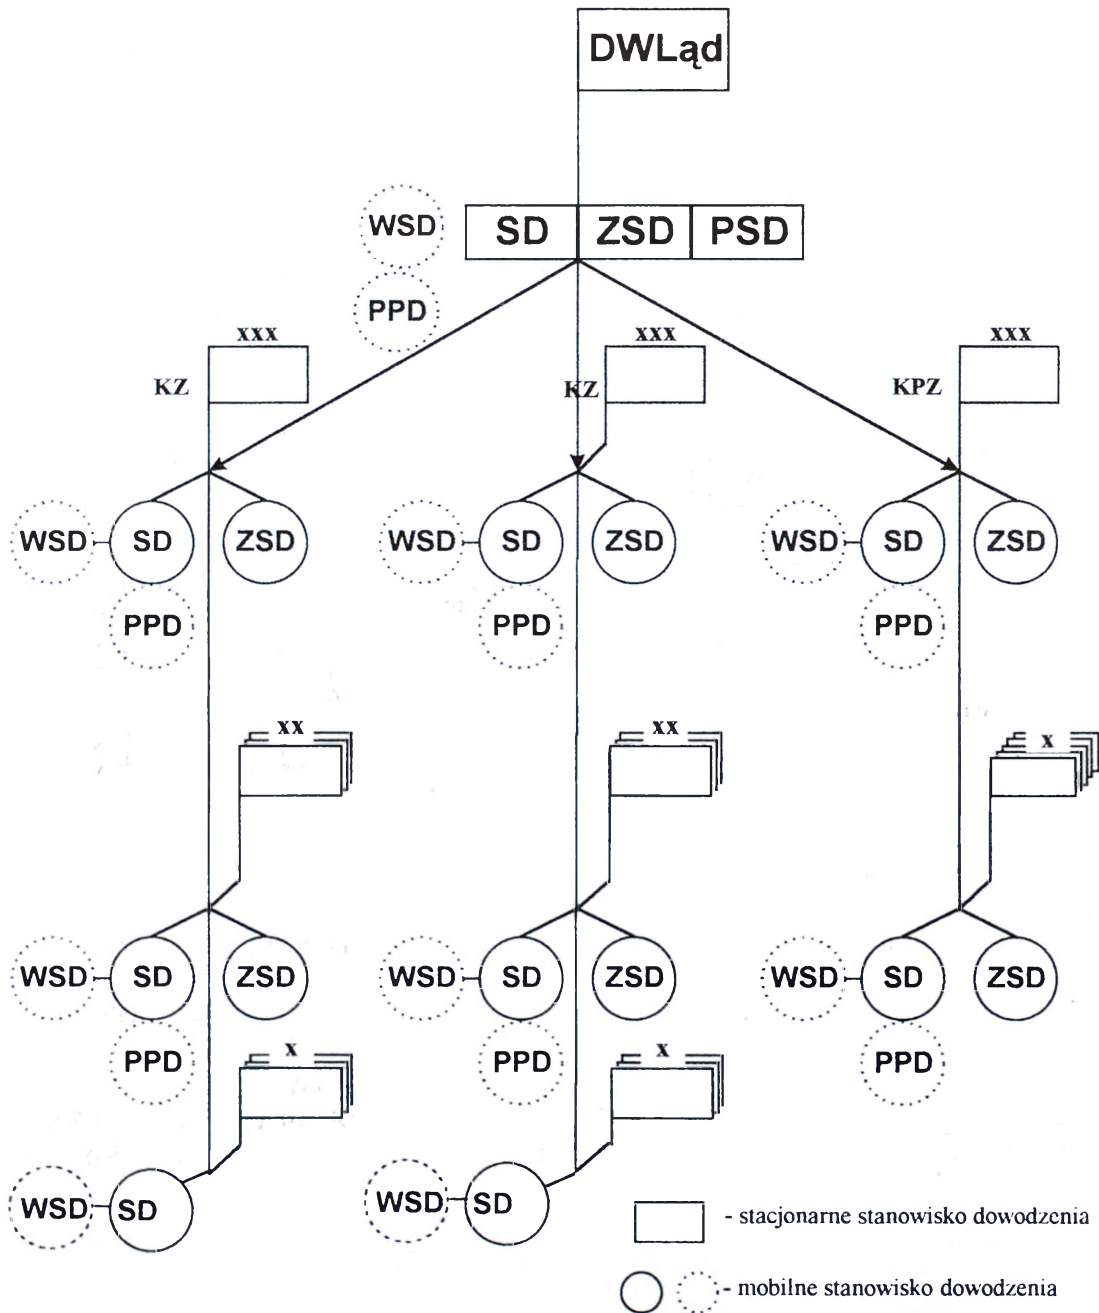 DWLąd
WSD SD ZSD PSD
PPD
xxx xxx xxx
KZ KZ KPZ
WSD SD ZSD WSD SD ZSD WSD SD ZSD
PPD PPD PPD
xx xx x
WSD SD ZSD WSD SD ZSD WSD SD ZSD
PPD PPD PPD
x x
WSD SD WSD SD
- stacjonarne stanowisko dowodzenia
- mobilne stanowisko dowodzenia